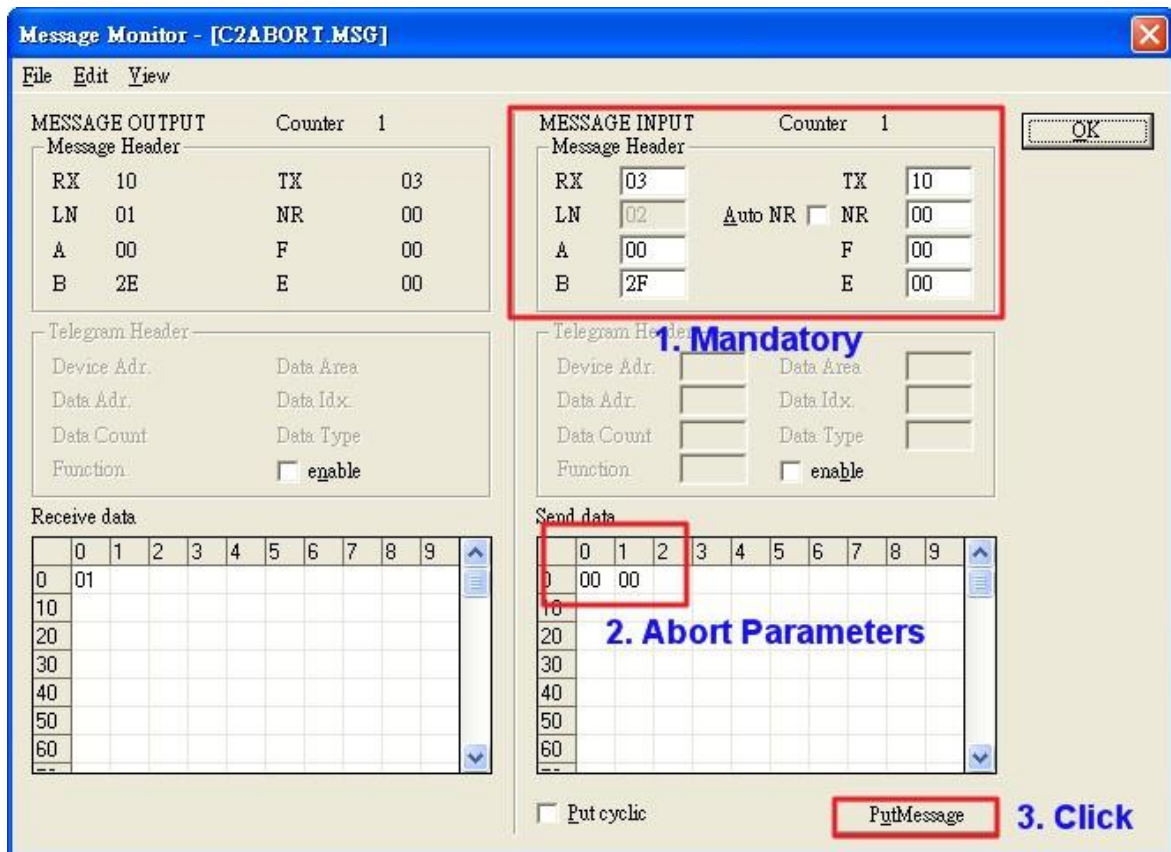 Message Monitor - [C2ABORT.MSG]
File Edit View
MESSAGE OUTPUT Counter 1
Message Header
RX 10 TX 03
LN 01 NR 00
A 00 F 00
B 2E E 00
Telegram Header
Device Adr. Data Area
Data Adr. Data Idx.
Data Count Data Type
Function enable
Receive data
0 1 2 3 4 5 6 7 8 9
0 01
10
20
30
40
50
60
MESSAGE INPUT Counter 1
Message Header
RX 03 TX 10
LN 02 Auto NR NR 00
A 00 F 00
B 2F E 00
1. Mandatory
Telegram Header
Device Adr. Data Area
Data Adr. Data Idx.
Data Count Data Type
Function enable
Send data
0 1 2 3 4 5 6 7 8 9
0 00 00
10
20
30
40
50
60
2. Abort Parameters
Put cyclic PutMessage
3. Click
OK